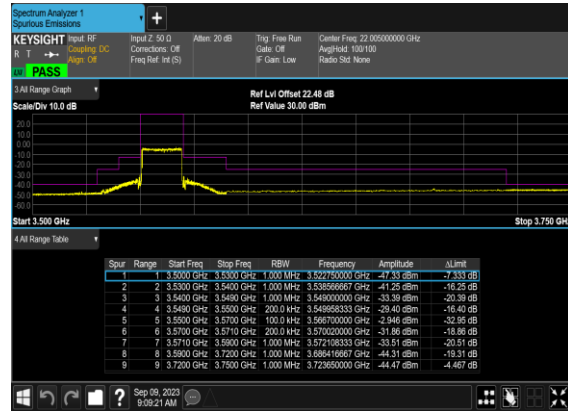 Spectrum Analyzer 1
Spurious Emissions
+
KEYSIGHT Input: RF Input Z: 50 Ω Atten: 20 dB Trig: Free Run Center Freq: 22.005000000 GHz
R T Coupling: DC Corrections: Off Gate: Off Avg|Hold: 100/100
Align: Off Freq Ref: Int (S) IF Gain: Low Radio Std: None
PASS
3 All Range Graph
Ref Lvl Offset 22.48 dB
Scale/Div 10.0 dB Ref Value 30.00 dBm
20.0
10.0
0.00
-10.0
-20.0
-30.0
-40.0
-50.0
-60.0
Start 3.500 GHz Stop 3.750 GHz
4 All Range Table
Spur Range Start Freq Stop Freq RBW Frequency Amplitude ΔLimit
1 1 3.5000 GHz 3.5300 GHz 1.000 MHz 3.522750000 GHz -47.33 dBm -7.333 dB
2 2 3.5300 GHz 3.5400 GHz 1.000 MHz 3.538566667 GHz -41.25 dBm -16.25 dB
3 3 3.5400 GHz 3.5490 GHz 1.000 MHz 3.549000000 GHz -33.39 dBm -20.39 dB
4 4 3.5490 GHz 3.5500 GHz 200.0 kHz 3.549958333 GHz -29.40 dBm -16.40 dB
5 5 3.5500 GHz 3.5700 GHz 100.0 kHz 3.566700000 GHz -2.946 dBm -32.95 dB
6 6 3.5700 GHz 3.5710 GHz 200.0 kHz 3.570020000 GHz -31.86 dBm -18.86 dB
7 7 3.5710 GHz 3.5900 GHz 1.000 MHz 3.572108333 GHz -33.51 dBm -20.51 dB
8 8 3.5900 GHz 3.7200 GHz 1.000 MHz 3.686416667 GHz -44.31 dBm -19.31 dB
9 9 3.7200 GHz 3.7500 GHz 1.000 MHz 3.723650000 GHz -44.47 dBm -4.467 dB
? Sep 09, 2023
9:09:21 AM